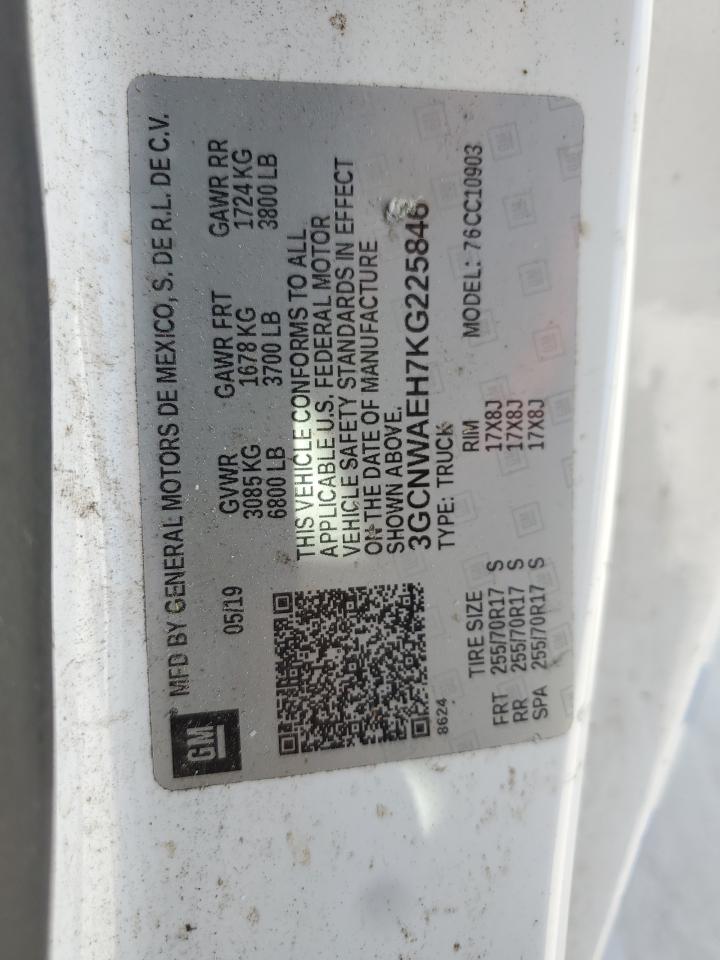 GM
MFD BY GENERAL MOTORS DE MEXICO, S. DE R.L. DE C.V.
05/19 GVWR GAWR FRT GAWR RR
3085 KG 1678 KG 1724 KG
6800 LB 3700 LB 3800 LB
THIS VEHICLE CONFORMS TO ALL
APPLICABLE U.S. FEDERAL MOTOR
VEHICLE SAFETY STANDARDS IN EFFECT
ON THE DATE OF MANUFACTURE
SHOWN ABOVE.
3GCNWAEH7KG225846
8624 TYPE: TRUCK MODEL: 76CC10903
TIRE SIZE RIM
FRT 255/70R17 S 17X8J
RR 255/70R17 S 17X8J
SPA 255/70R17 S 17X8J